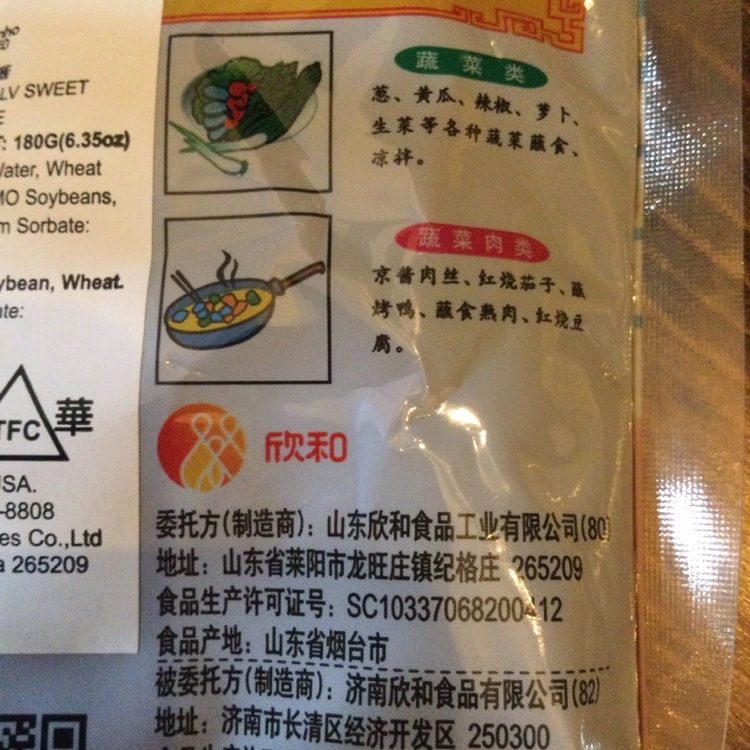 LV SWEET
180G(6.35oz)
Water, Wheat
Soybeans,
Sorbate:
Wheat.
TFC
華
USA.
-8808
Co.,Ltd
265209
蔬菜类
葱、黄瓜、辣椒、萝卜、
生菜等各种蔬菜蘸食、
凉拌。
蔬菜肉类
京酱肉丝、红烧茄子、蘸
烤鸭、蘸食熟肉、红烧豆
腐。
欣和
委托方(制造商)：山东欣和食品工业有限公司(80)
地址：山东省莱阳市龙旺庄镇纪格庄 265209
食品生产许可证号：SC10337068200412
食品产地：山东省烟台市
被委托方(制造商)：济南欣和食品有限公司(82)
地址：济南市长清区经济开发区 250300